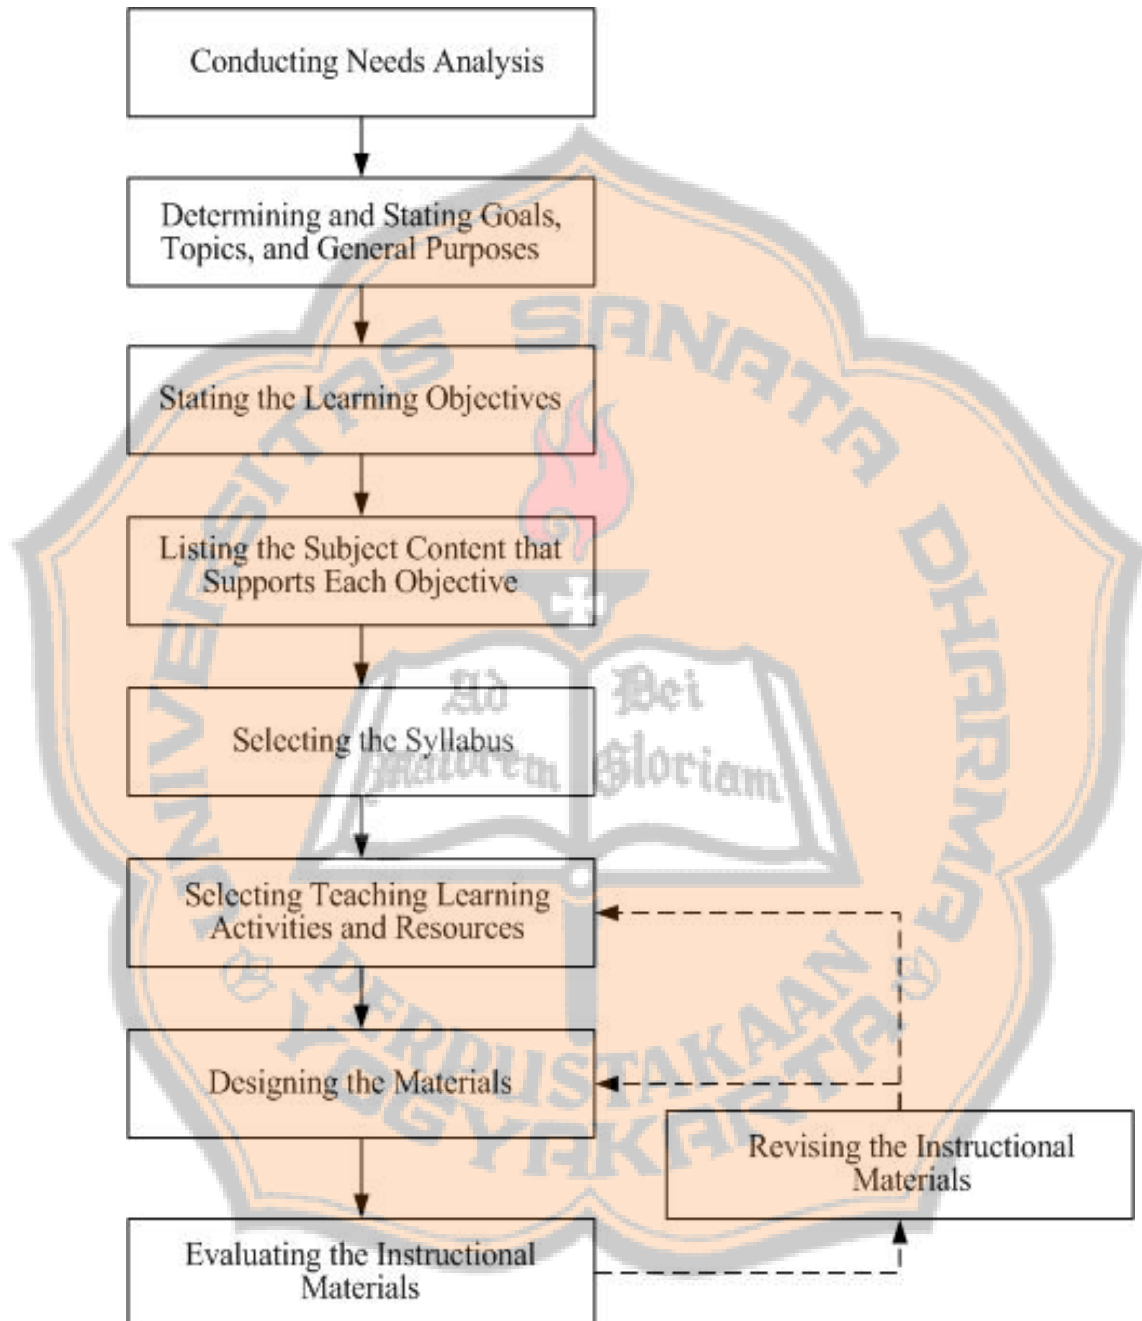 Conducting Needs Analysis
Determining and Stating Goals,
Topics, and General Purposes
Stating the Learning Objectives
Listing the Subject Content that
Supports Each Objective
Selecting the Syllabus
Selecting Teaching Learning
Activities and Resources
Designing the Materials
Revising the Instructional
Materials
Evaluating the Instructional
Materials
UNIVERSITAS SANATA DHARMA
Ad Dei
Maiorem Gloriam
PERPUSTAKAAN
YOGYAKARTA